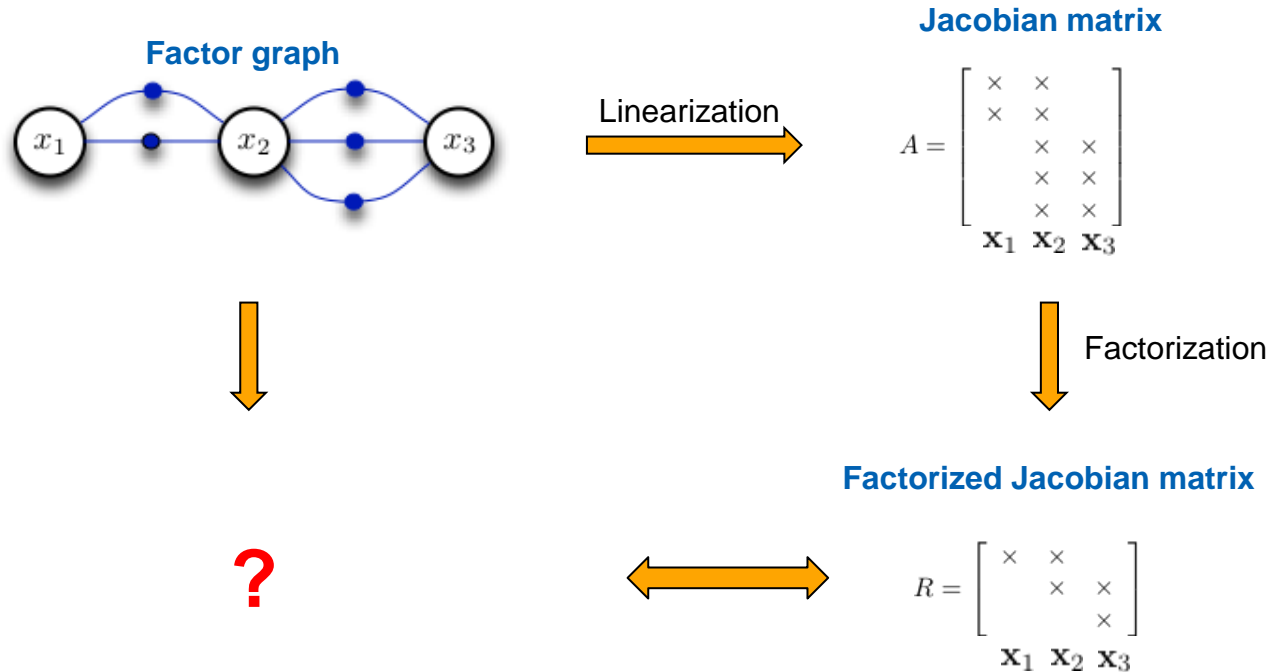 Factor graph
x₁
x₂
x₃
Linearization
Jacobian matrix
A =
× ×
× ×
× ×
× ×
× ×
x₁ x₂ x₃
Factorization
?
Factorized Jacobian matrix
R =
× ×
× ×
×
x₁ x₂ x₃